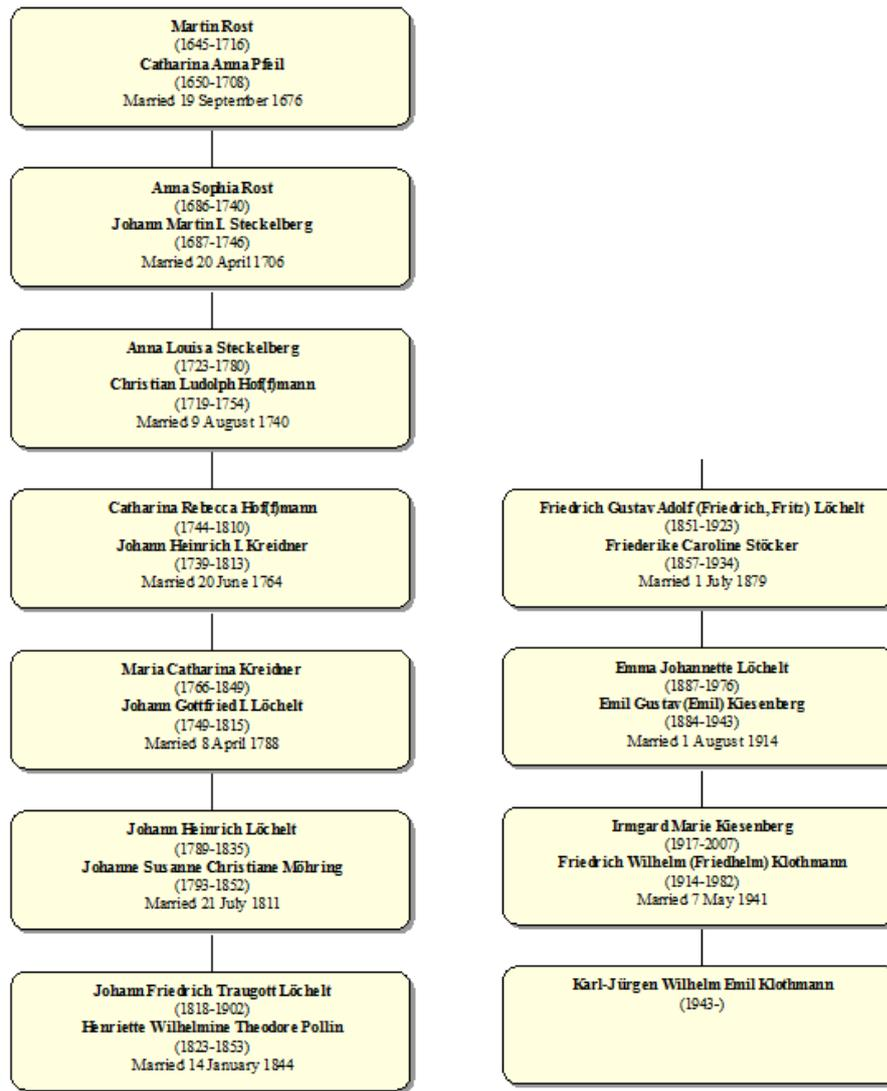 Martin Rost
(1645-1716)
Catharina Anna Pfeil
(1650-1708)
Married 19 September 1676
Anna Sophia Rost
(1686-1740)
Johann Martin I. Steckelberg
(1687-1746)
Married 20 April 1706
Anna Louisa Steckelberg
(1723-1780)
Christian Ludolph Hof(f)mann
(1719-1754)
Married 9 August 1740
Catharina Rebecca Hof(f)mann
(1744-1810)
Johann Heinrich I. Kreidner
(1739-1813)
Married 20 June 1764
Maria Catharina Kreidner
(1766-1849)
Johann Gottfried I. Löchelt
(1749-1815)
Married 8 April 1788
Johann Heinrich Löchelt
(1789-1835)
Johanne Susanne Christiane Möhring
(1793-1852)
Married 21 July 1811
Johann Friedrich Traugott Löchelt
(1818-1902)
Henriette Wilhelmine Theodore Pollin
(1823-1853)
Married 14 January 1844
Friedrich Gustav Adolf (Friedrich, Fritz) Löchelt
(1851-1923)
Friederike Caroline Stöcker
(1857-1934)
Married 1 July 1879
Emma Johannette Löchelt
(1887-1976)
Emil Gustav (Emil) Kiesenberg
(1884-1943)
Married 1 August 1914
Irmgard Marie Kiesenberg
(1917-2007)
Friedrich Wilhelm (Friedhelm) Klothmann
(1914-1982)
Married 7 May 1941
Karl-Jürgen Wilhelm Emil Klothmann
(1943-)